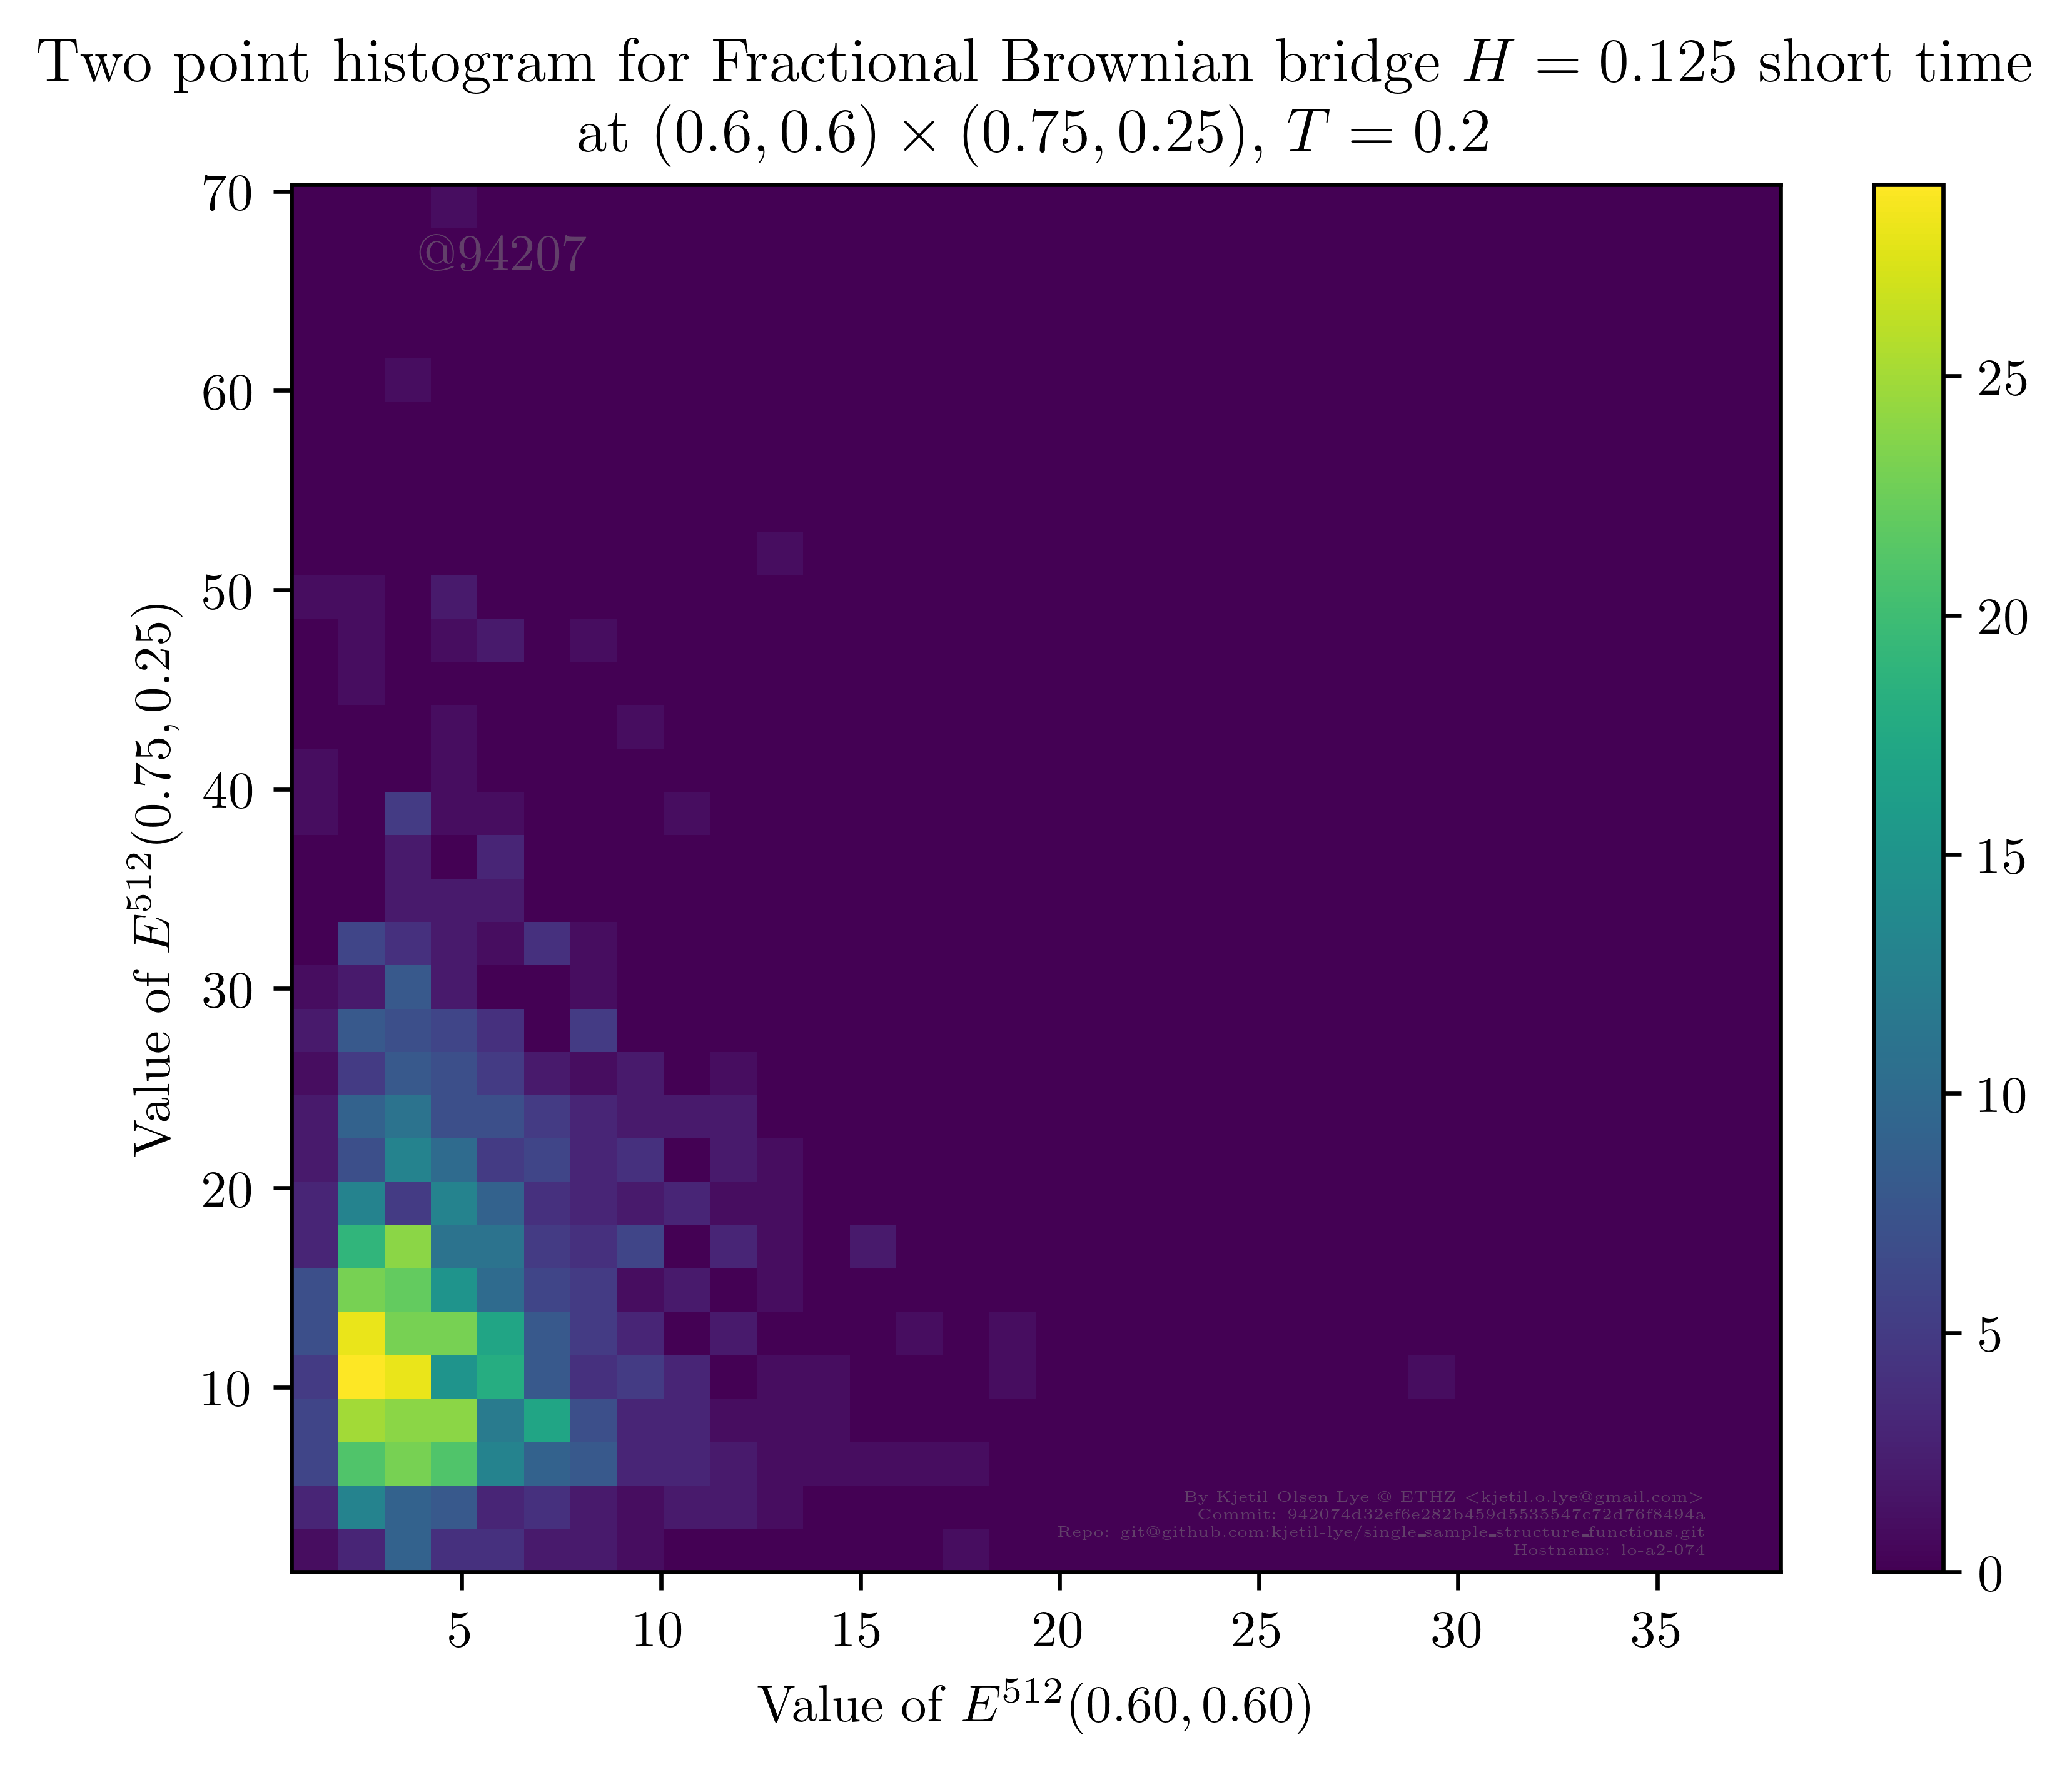 Two point histogram for Fractional Brownian bridge H = 0.125 short time
at (0.6, 0.6) × (0.75, 0.25), T = 0.2
@94207
70
60
50
40
30
20
10
Value of E^512(0.75, 0.25)
5
10
15
20
25
30
35
Value of E^512(0.60, 0.60)
25
20
15
10
5
0
By Kjetil Olsen Lye @ ETHZ <kjetil.o.lye@gmail.com>
Commit: 942074d32ef6e282b459d5535547c72d76f8494a
Repo: git@github.com:kjetil-lye/single_sample_structure_functions.git
Hostname: lo-a2-074